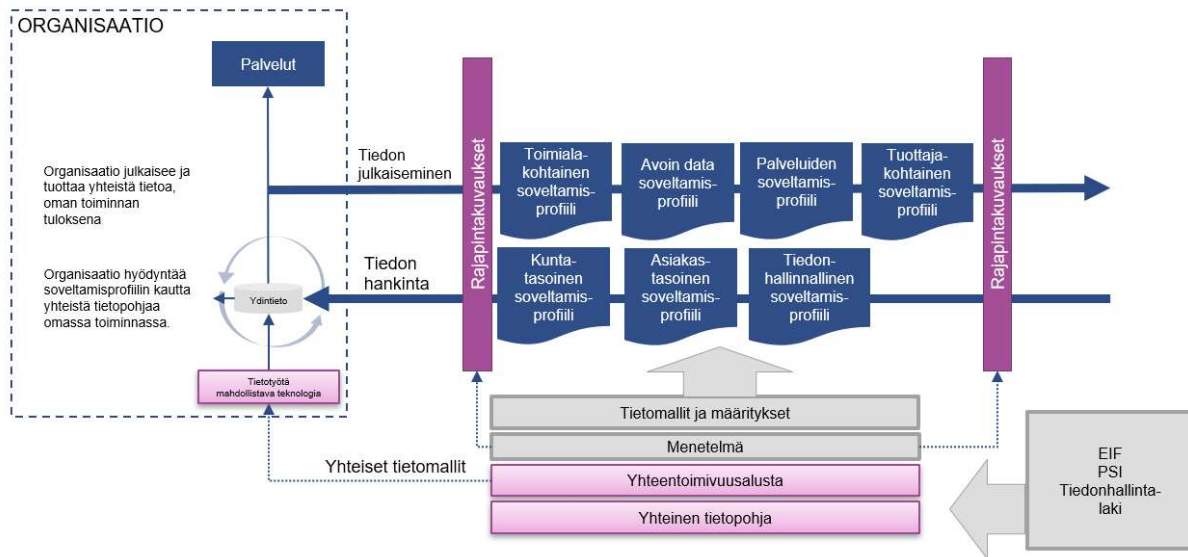 ORGANISAATIO
Palvelut
Organisaatio julkaisee ja
tuottaa yhteistä tietoa,
oman toiminnan
tuloksena
Organisaatio hyödyntää
soveltamisprofiilin kautta
yhteistä tietopohjaa
omassa toiminnassa.
Ydintieto
Tietotyötä
mahdollistava teknologia
Tiedon
julkaiseminen
Tiedon
hankinta
Yhteiset tietomallit
Rajapintakuvaukset
Toimiala-
kohtainen
soveltamis-
profiili
Avoin data
soveltamis-
profiili
Palveluiden
soveltamis-
profiili
Tuottaja-
kohtainen
soveltamis-
profiili
Kunta-
tasoinen
soveltamis-
profiili
Asiakas-
tasoinen
soveltamis-
profiili
Tiedon-
hallinnallinen
soveltamis-
profiili
Rajapintakuvaukset
Tietomallit ja määritykset
Menetelmä
Yhteentoimivuusalusta
Yhteinen tietopohja
EIF
PSI
Tiedonhallinta-
laki